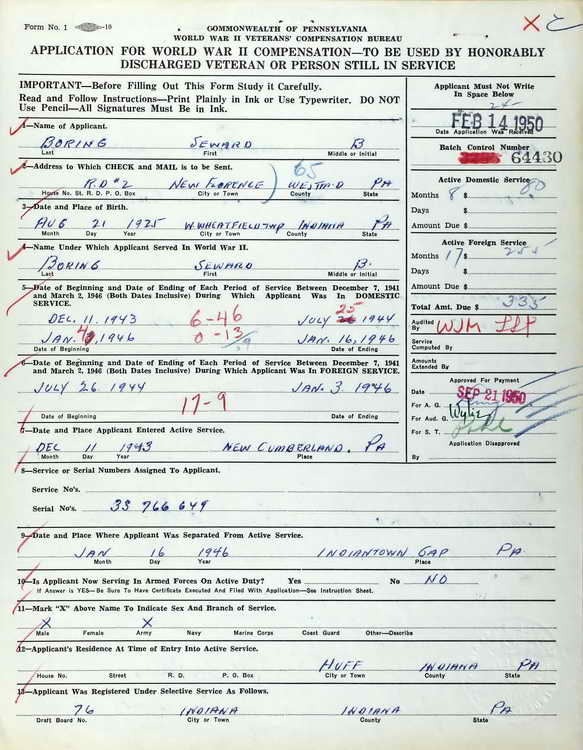 Form No. 1 -10
COMMONWEALTH OF PENNSYLVANIA
WORLD WAR II VETERANS' COMPENSATION BUREAU
APPLICATION FOR WORLD WAR II COMPENSATION—TO BE USED BY HONORABLY
DISCHARGED VETERAN OR PERSON STILL IN SERVICE
IMPORTANT—Before Filling Out This Form Study it Carefully.
Read and Follow Instructions—Print Plainly in Ink or Use Typewriter. DO NOT
Use Pencil—All Signatures Must Be in Ink.
Applicant Must Not Write
In Space Below
FEB 14 1950
Date Application Was Received
Batch Control Number
64430
1—Name of Applicant.
BORING SEWARD B
Last First Middle or Initial
2—Address to Which CHECK and MAIL is to be Sent.
65
R.D #2 NEW FLORENCE WESTM'D PA
House No. St. R. D. P. O. Box City or Town County State
3—Date and Place of Birth.
AUG 21 1925 W. WHEATFIELD TWP INDIANA PA
Month Day Year City or Town County State
4—Name Under Which Applicant Served In World War II.
BORING SEWARD B.
Last First Middle or Initial
5—Date of Beginning and Date of Ending of Each Period of Service Between December 7, 1941
and March 2, 1946 (Both Dates Inclusive) During Which Applicant Was In DOMESTIC
SERVICE.
DEC. 11. 1943 6-46 JULY 25 1944
JAN. 4, 1946 0-13 JAN. 16, 1946
Date of Beginning Date of Ending
6—Date of Beginning and Date of Ending of Each Period of Service Between December 7, 1941
and March 2, 1946 (Both Dates Inclusive) During Which Applicant Was In FOREIGN SERVICE.
JULY 26 1944 17-9 JAN. 3 1946
Date of Beginning Date of Ending
7—Date and Place Applicant Entered Active Service.
DEC 11 1943 NEW CUMBERLAND. PA
Month Day Year Place
Active Domestic Service
Months 8 $ 80
Days $
Amount Due $
Active Foreign Service
Months 17 $ 255
Days $
Amount Due $
Total Amt. Due $ 335
Audited By WJM
Service
Computed By
Amounts
Extended By
Approved For Payment
Date SEP 21 1950
For A. G.
For Aud. G. Wylie
For S. T.
Application Disapproved
By
8—Service or Serial Numbers Assigned To Applicant.
Service No's.
Serial No's. 33 766 649
9—Date and Place Where Applicant Was Separated From Active Service.
JAN 16 1946 INDIANTOWN GAP PA
Month Day Year Place
10—Is Applicant Now Serving In Armed Forces On Active Duty? Yes No NO
If Answer is YES—Be Sure To Have Certificate Executed And Filed With Application—See Instruction Sheet.
11—Mark "X" Above Name To Indicate Sex And Branch of Service.
X X
Male Female Army Navy Marine Corps Coast Guard Other—Describe
12—Applicant's Residence At Time of Entry Into Active Service.
HUFF INDIANA PA
House No. Street R. D. P. O. Box City or Town County State
13—Applicant Was Registered Under Selective Service As Follows.
76 INDIANA INDIANA PA
Draft Board No. City or Town County State